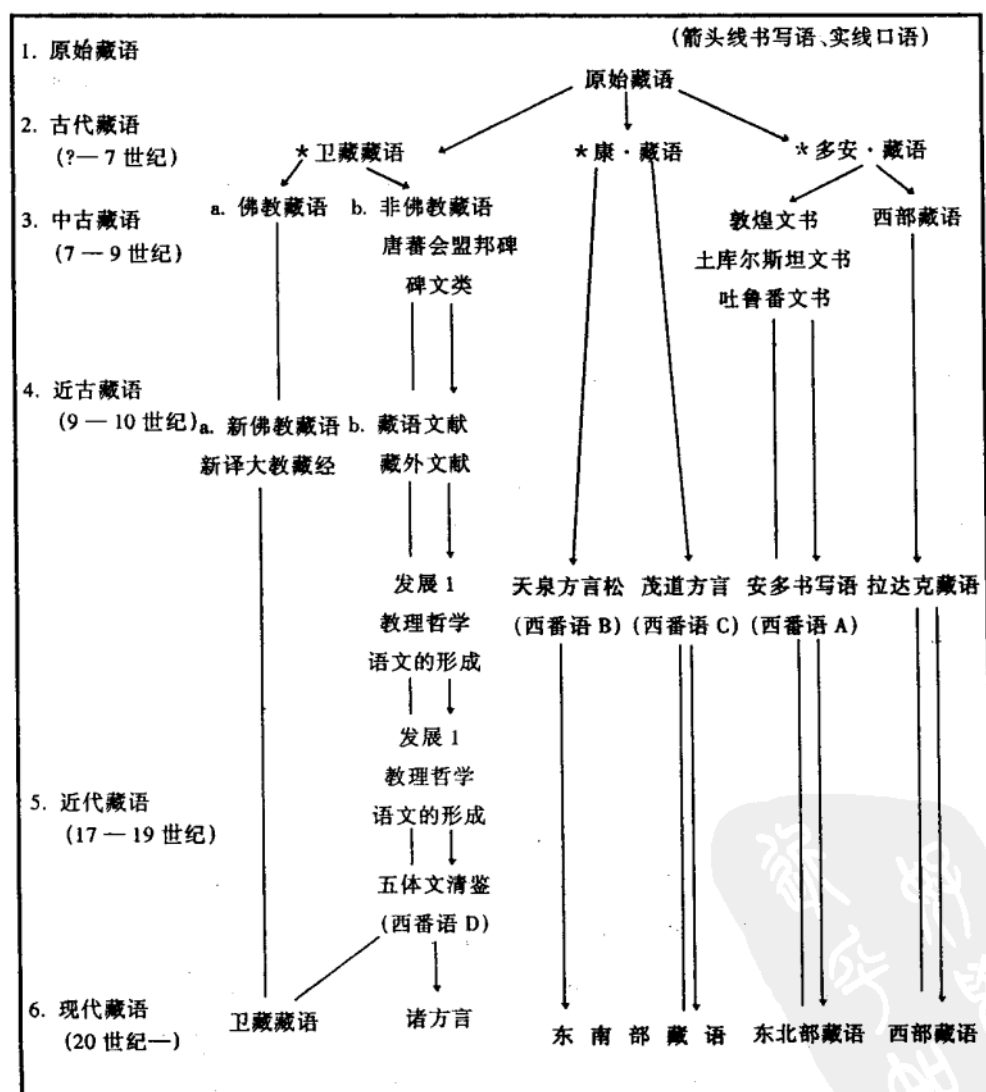 (箭头线书写语、实线口语)
1. 原始藏语
原始藏语
2. 古代藏语
(?— 7 世纪)
*卫藏藏语 *康·藏语 *多安·藏语
a. 佛教藏语 b. 非佛教藏语
3. 中古藏语
(7 — 9 世纪)
唐蕃会盟邦碑
碑文类
敦煌文书
土库尔斯坦文书
吐鲁番文书
西部藏语
4. 近古藏语
(9 — 10 世纪)
a. 新佛教藏语 b. 藏语文献
新译大教藏经 藏外文献
发展 1
教理哲学
语文的形成
天泉方言松 茂道方言 安多书写语 拉达克藏语
(西番语 B) (西番语 C) (西番语 A)
发展 1
教理哲学
语文的形成
5. 近代藏语
(17 — 19 世纪)
五体文清鉴
(西番语 D)
6. 现代藏语
(20 世纪—)
卫藏藏语 诸方言 东南部藏语 东北部藏语 西部藏语